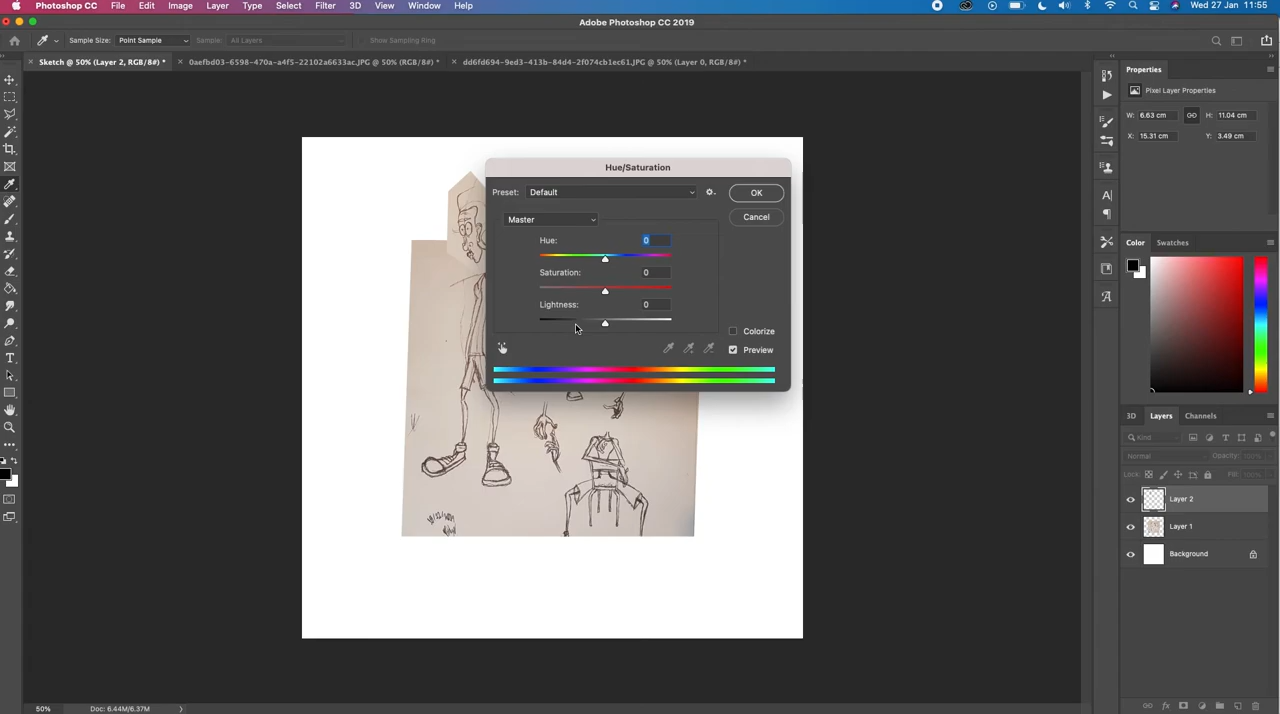 Photoshop CC File Edit Image Layer Type Select Filter 3D View Window Help Wed 27 Jan 11:55
Adobe Photoshop CC 2019
Sample Size: Point Sample Sample: All Layers Show Sampling Ring
Sketch @ 50% (Layer 2, RGB/8#) * 0aefbd03-6598-470a-a4f5-22102a6633ac.JPG @ 50% (RGB/8#) * dd6fd694-9ed3-413b-84d4-2f074cb1ec61.JPG @ 50% (Layer 0, RGB/8#) *
Properties
Pixel Layer Properties
W: 6.63 cm H: 11.04 cm
X: 15.31 cm Y: 3.49 cm
Hue/Saturation
Preset: Default OK
Master Cancel
Hue: 0
Saturation: 0
Lightness: 0
Colorize
Preview
Color Swatches
3D Layers Channels
Kind
Normal Opacity: 100%
Lock: Fill: 100%
Layer 2
Layer 1
Background
50% Doc: 6.44M/6.37M